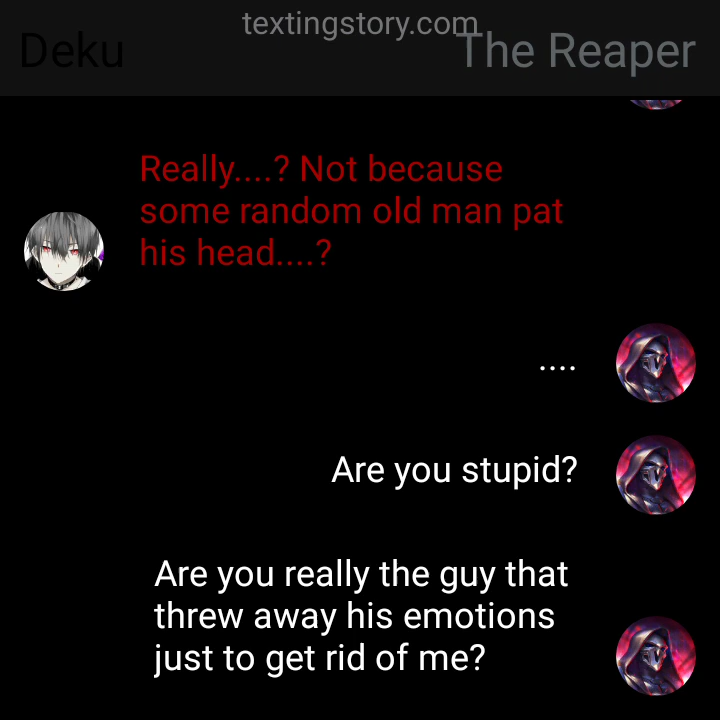 textingstory.com
Deku
The Reaper
Really....? Not because
some random old man pat
his head....?
....
Are you stupid?
Are you really the guy that
threw away his emotions
just to get rid of me?